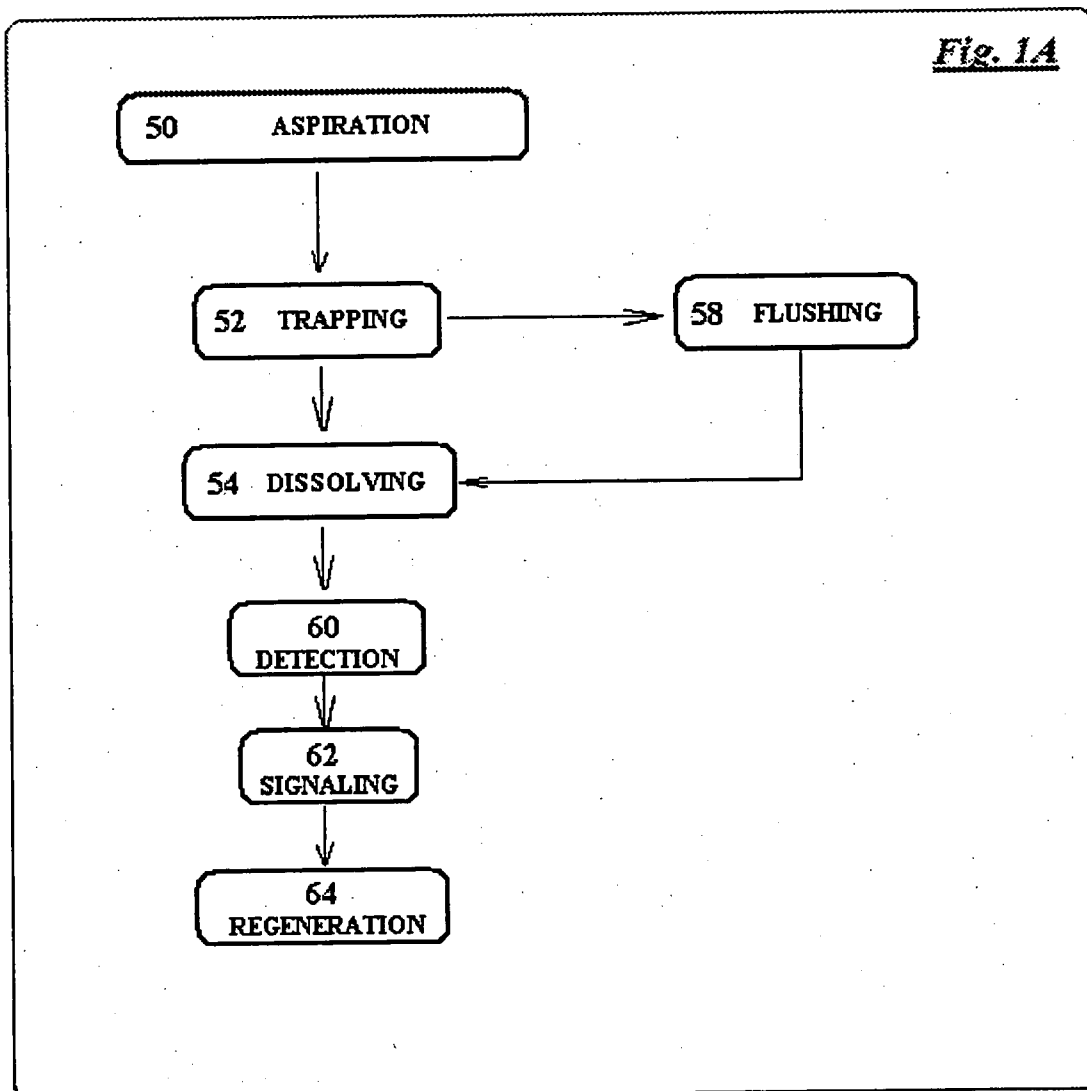 Fig. 1A
50 ASPIRATION
52 TRAPPING
58 FLUSHING
54 DISSOLVING
60
DETECTION
62
SIGNALING
64
REGENERATION